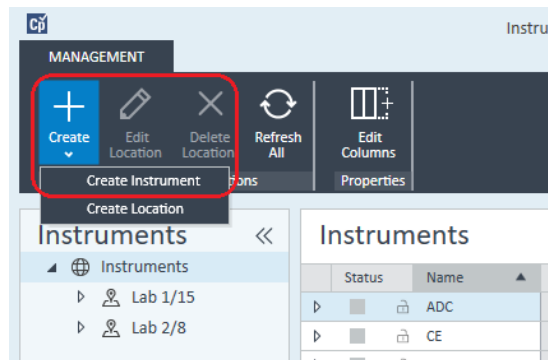 Cp
Instru
MANAGEMENT
Create
Edit Location
Delete Location
Refresh All
Edit Columns
Create Instrument
ons
Properties
Create Location
Instruments
Instruments
Instruments
Status
Name
Lab 1/15
ADC
Lab 2/8
CE